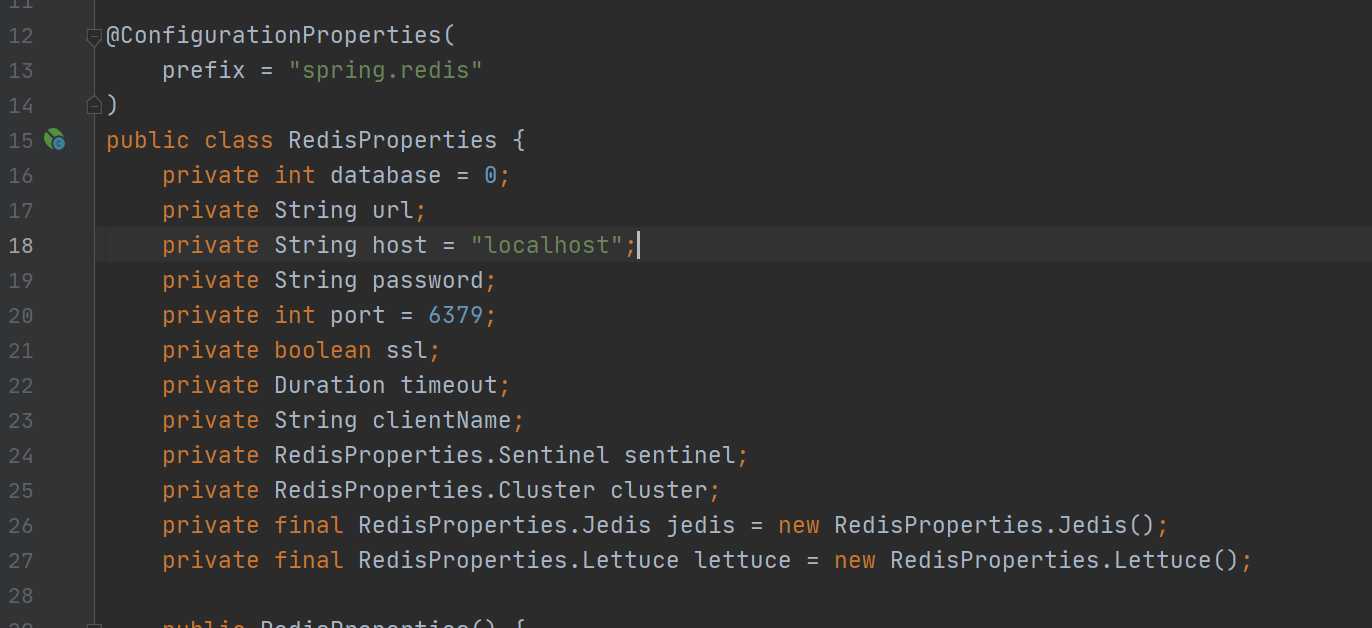 11
12 @ConfigurationProperties(
13     prefix = "spring.redis"
14 )
15 public class RedisProperties {
16     private int database = 0;
17     private String url;
18     private String host = "localhost";
19     private String password;
20     private int port = 6379;
21     private boolean ssl;
22     private Duration timeout;
23     private String clientName;
24     private RedisProperties.Sentinel sentinel;
25     private RedisProperties.Cluster cluster;
26     private final RedisProperties.Jedis jedis = new RedisProperties.Jedis();
27     private final RedisProperties.Lettuce lettuce = new RedisProperties.Lettuce();
28
29     public RedisProperties() {